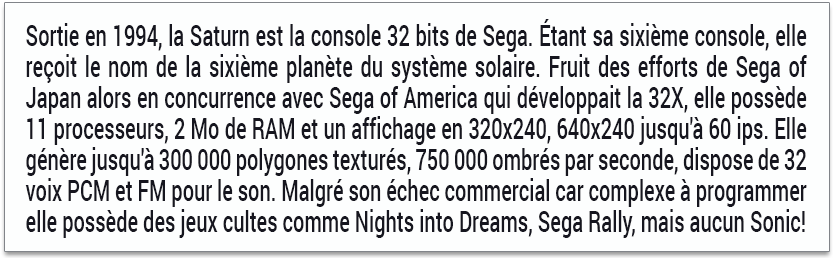 Sortie en 1994, la Saturn est la console 32 bits de Sega. Étant sa sixième console, elle
reçoit le nom de la sixième planète du système solaire. Fruit des efforts de Sega of
Japan alors en concurrence avec Sega of America qui développait la 32X, elle possède
11 processeurs, 2 Mo de RAM et un affichage en 320x240, 640x240 jusqu'à 60 ips. Elle
génère jusqu'à 300 000 polygones texturés, 750 000 ombrés par seconde, dispose de 32
voix PCM et FM pour le son. Malgré son échec commercial car complexe à programmer
elle possède des jeux cultes comme Nights into Dreams, Sega Rally, mais aucun Sonic!